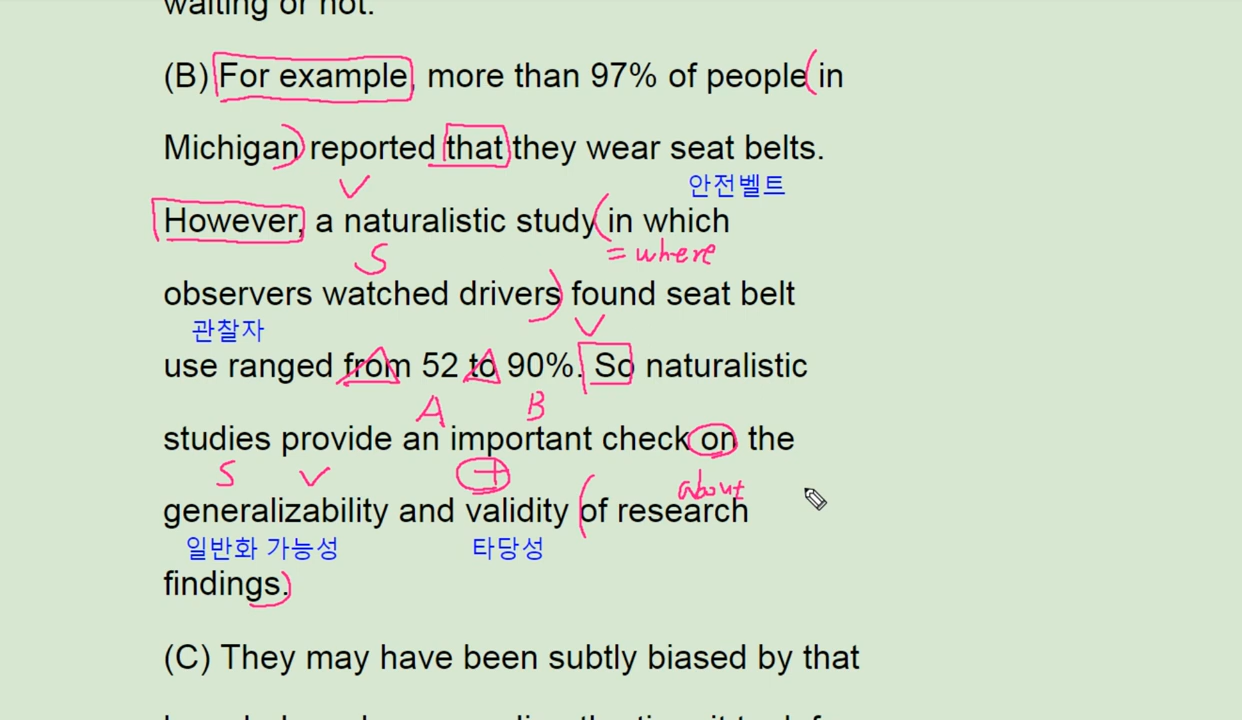 waiting or not.
(B) For example, more than 97% of people in
Michigan reported that they wear seat belts.
V 안전벨트
However, a naturalistic study in which
S = where
observers watched drivers found seat belt
관찰자 V
use ranged from 52 to 90%. So naturalistic
A B
studies provide an important check on the
S V + about
generalizability and validity of research
일반화 가능성 타당성
findings.
(C) They may have been subtly biased by that